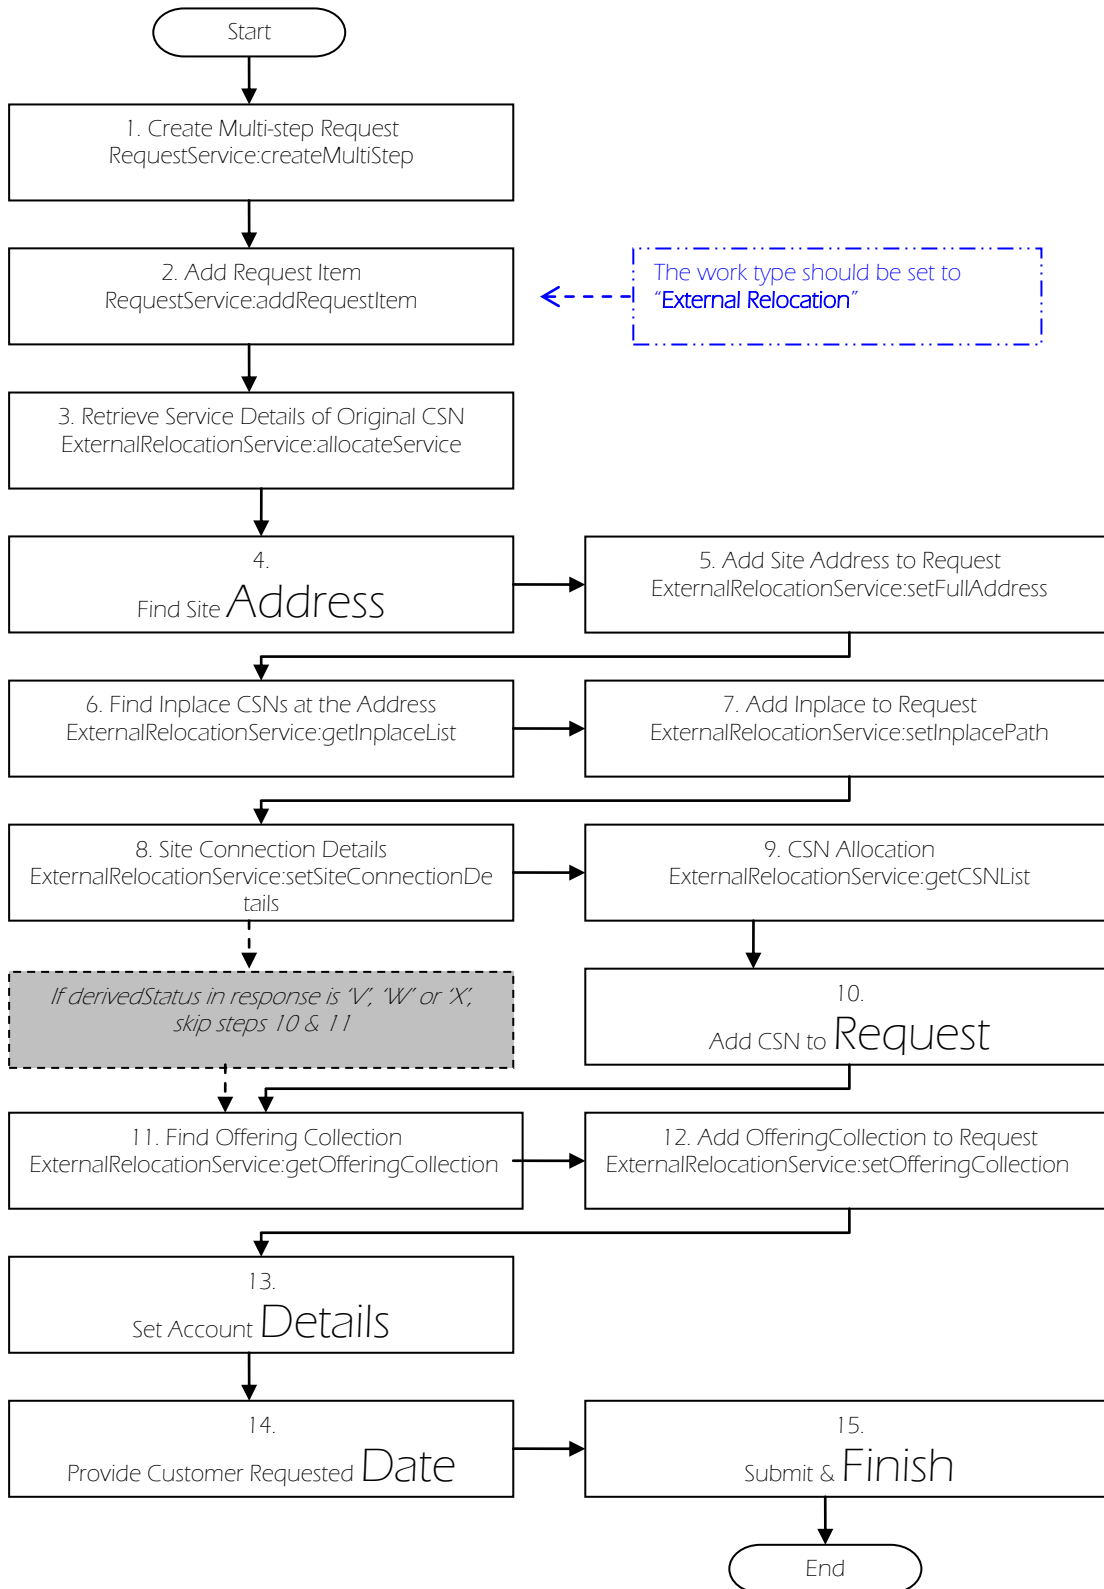 Start
1. Create Multi-step Request
RequestService:createMultiStep
2. Add Request Item
RequestService:addRequestItem
The work type should be set to
“External Relocation”
3. Retrieve Service Details of Original CSN
ExternalRelocationService:allocateService
4.
Find Site Address
5. Add Site Address to Request
ExternalRelocationService:setFullAddress
6. Find Inplace CSNs at the Address
ExternalRelocationService:getInplaceList
7. Add Inplace to Request
ExternalRelocationService:setInplacePath
8. Site Connection Details
ExternalRelocationService:setSiteConnectionDe
tails
9. CSN Allocation
ExternalRelocationService:getCSNList
If derivedStatus in response is ‘V’, ‘W’ or ‘X’,
skip steps 10 & 11
10.
Add CSN to Request
11. Find Offering Collection
ExternalRelocationService:getOfferingCollection
12. Add OfferingCollection to Request
ExternalRelocationService:setOfferingCollection
13.
Set Account Details
14.
Provide Customer Requested Date
15.
Submit & Finish
End